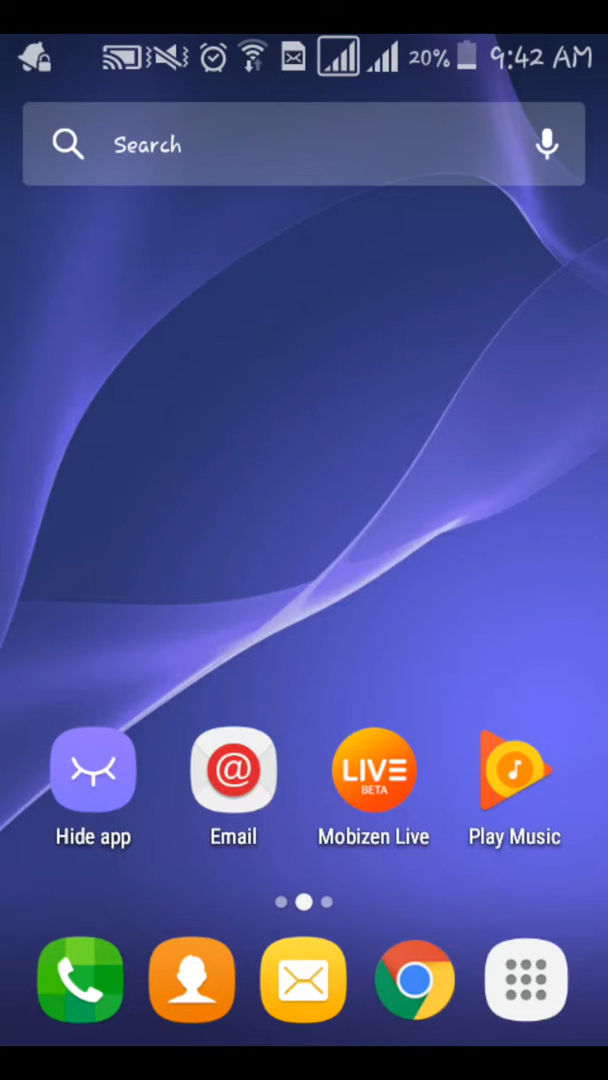 20% 9:42 AM
Search
LIVE
BETA
@
Hide app Email Mobizen Live Play Music